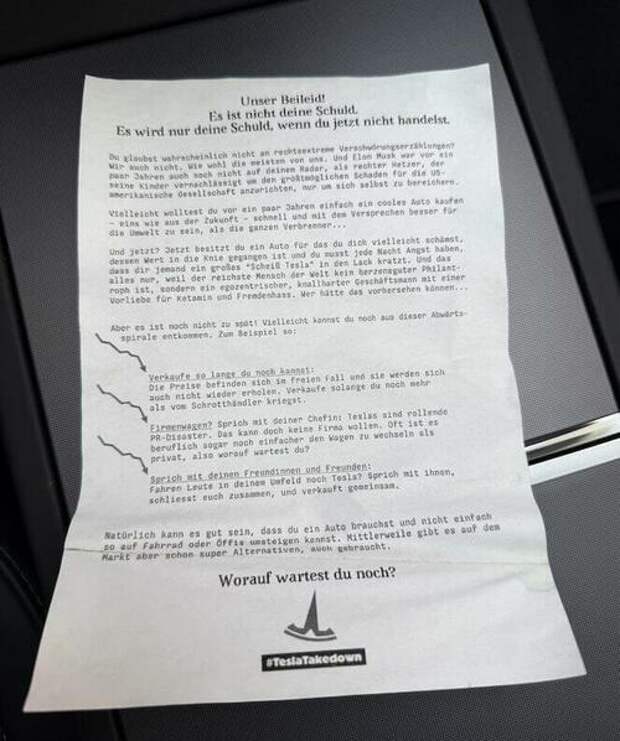 Unser Beileid!
Es ist nicht deine Schuld.
Es wird nur deine Schuld, wenn du jetzt nicht handelst.
Du glaubst wahrscheinlich nicht an rechtsextreme Verschwörungserzählungen?
Wir auch nicht. Wie wohl die meisten von uns. Und Elon Musk war vor ein
paar Jahren auch noch nicht auf deinem Radar, als rechter Hetzer, der
seine Kinder vernachlässigt um den größtmöglichen Schaden für die US-
amerikanische Gesellschaft anzurichten, nur um sich selbst zu bereichern.
Vielleicht wolltest du vor ein paar Jahren einfach ein cooles Auto kaufen
- eins wie aus der Zukunft - schnell und mit dem Versprechen besser für
die Umwelt zu sein, als die ganzen Verbrenner...
Und jetzt? Jetzt besitzt du ein Auto für das du dich vielleicht schämst,
dessen Wert in die Knie gegangen ist und du musst jede Nacht Angst haben,
dass dir jemand ein großes "Scheiß Tesla" in den Lack kratzt. Und das
alles nur, weil der reichste Mensch der Welt kein herzensguter Philant-
roph ist, sondern ein egozentrischer, knallharter Geschäftsmann mit einer
Vorliebe für Ketamin und Fremdenhass. Wer hätte das vorhersehen können...
Aber es ist noch nicht zu spät! Vielleicht kannst du noch aus dieser Abwärts-
spirale entkommen. Zum Beispiel so:
Verkaufe so lange du noch kannst:
Die Preise befinden sich im freien Fall und sie werden sich
auch nicht wieder erholen. Verkaufe solange du noch mehr
als vom Schrotthändler kriegst.
Firmenwagen? Sprich mit deiner Chefin: Teslas sind rollende
PR-Disaster. Das kann doch keine Firma wollen. Oft ist es
beruflich sogar noch einfacher den Wagen zu wechseln als
privat, also worauf wartest du?
Sprich mit deinen Freundinnen und Freunden:
Fahren Leute in deinem Umfeld noch Tesla? Sprich mit ihnen,
schliesst euch zusammen, und verkauft gemeinsam.
Natürlich kann es gut sein, dass du ein Auto brauchst und nicht einfach
so auf Fahrrad oder Öffis umsteigen kannst. Mittlerweile gibt es auf dem
Markt aber schon super Alternativen, auch gebraucht.
Worauf wartest du noch?
#TeslaTakedown